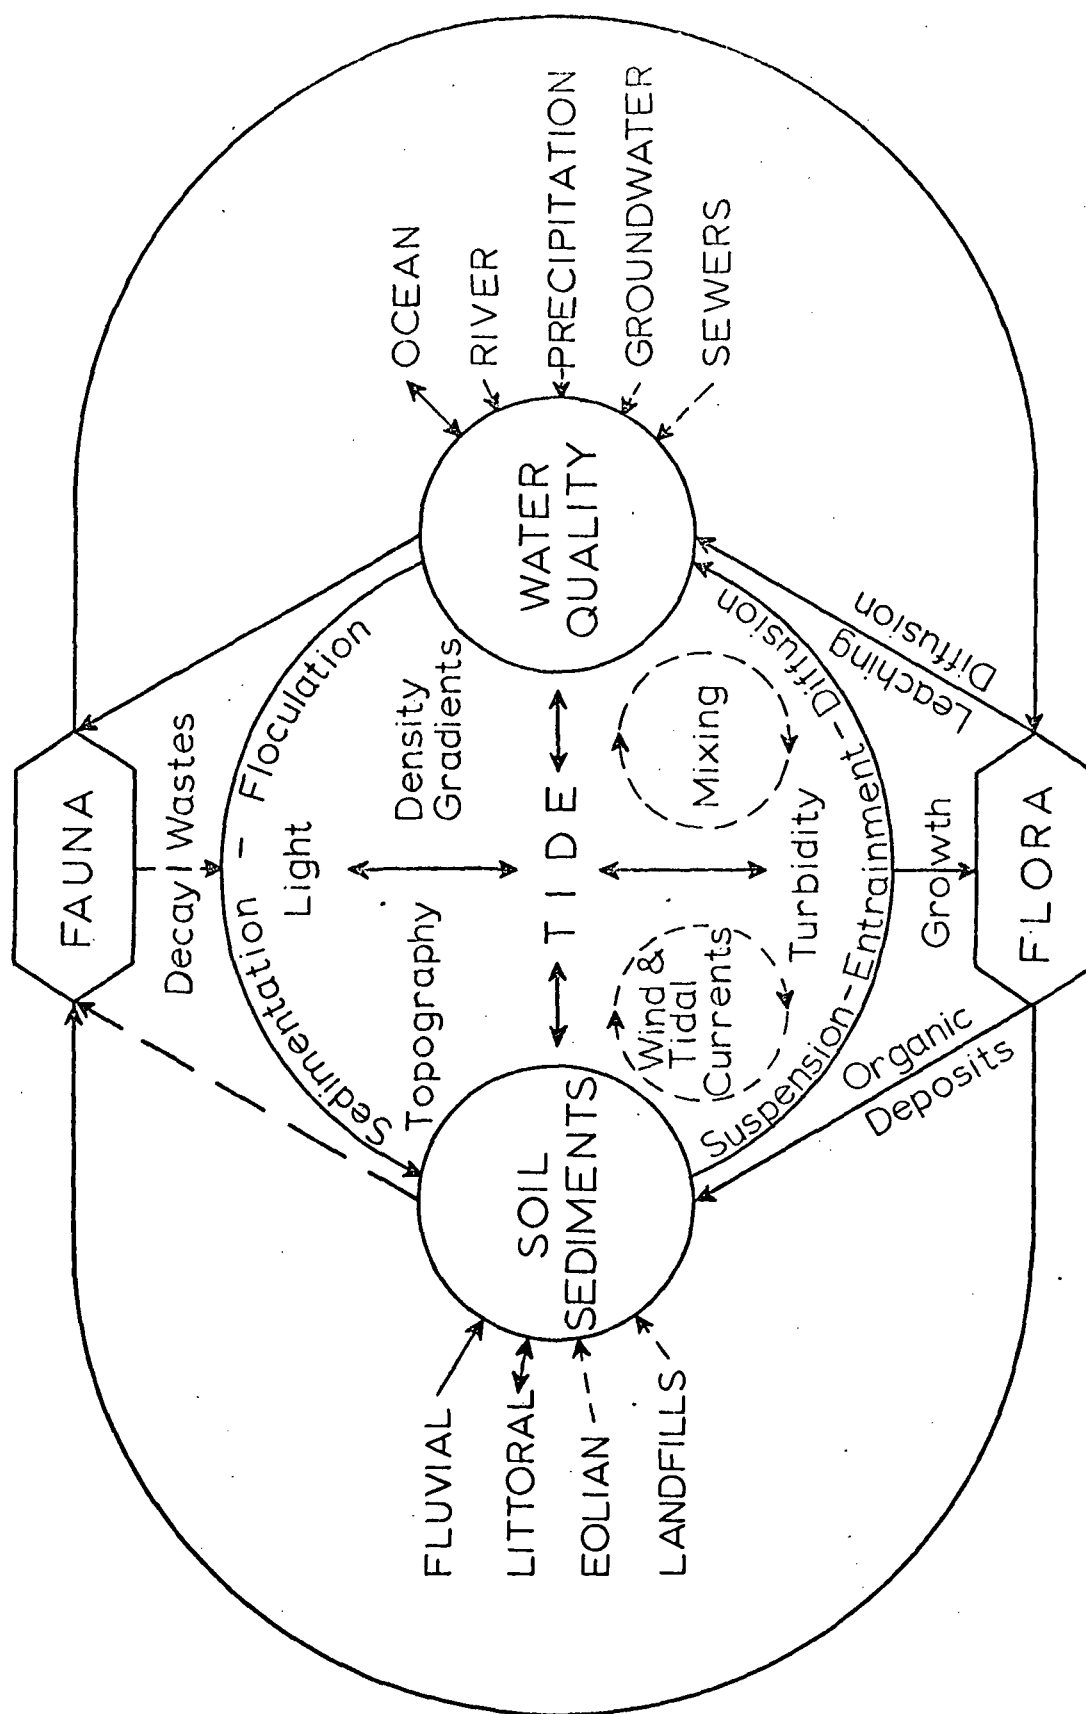 FAUNA
Decay
Wastes
Sedimentation - Floculation
Light
Topography
Density
Gradients
FLUVIAL
LITTORAL
EOLIAN
LANDFILLS
SOIL
SEDIMENTS
TIDE
WATER
QUALITY
OCEAN
RIVER
PRECIPITATION
GROUNDWATER
SEWERS
Wind &
Tidal
Currents
Mixing
Turbidity
Suspension-Entrainment-Diffusion
Organic
Deposits
Growth
Leaching
Diffusion
FLORA